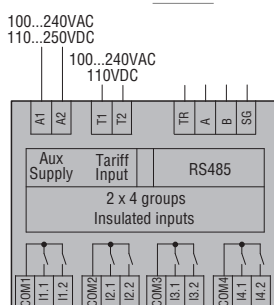 100...240VAC
110...250VDC
100...240VAC
110VDC
A1 A2 T1 T2 TR A B SG
Aux Supply
Tariff Input
RS485
2 x 4 groups
Insulated inputs
COM1 I1.1 I1.2 COM2 I2.1 I2.2 COM3 I3.1 I3.2 COM4 I4.1 I4.2